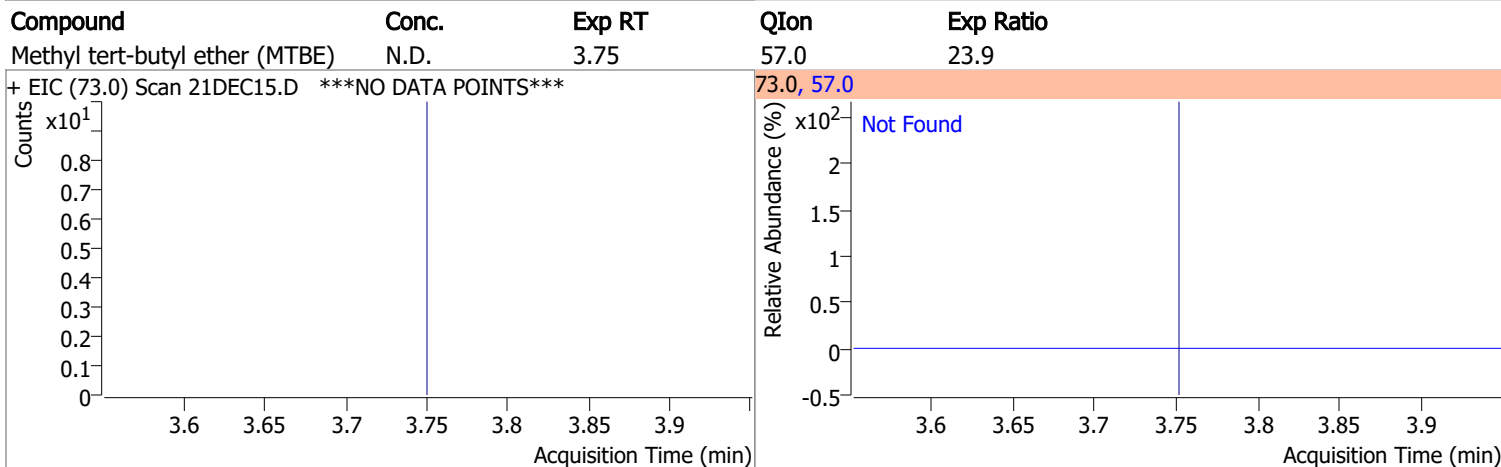 Compound Conc. Exp RT QIon Exp Ratio
Methyl tert-butyl ether (MTBE) N.D. 3.75 57.0 23.9
+ EIC (73.0) Scan 21DEC15.D ***NO DATA POINTS***
Counts
x10¹
0.8
0.7
0.6
0.5
0.4
0.3
0.2
0.1
0
3.6 3.65 3.7 3.75 3.8 3.85 3.9
Acquisition Time (min)
73.0, 57.0
Relative Abundance (%)
x10²
Not Found
2
1.5
1
0.5
0
-0.5
3.6 3.65 3.7 3.75 3.8 3.85 3.9
Acquisition Time (min)